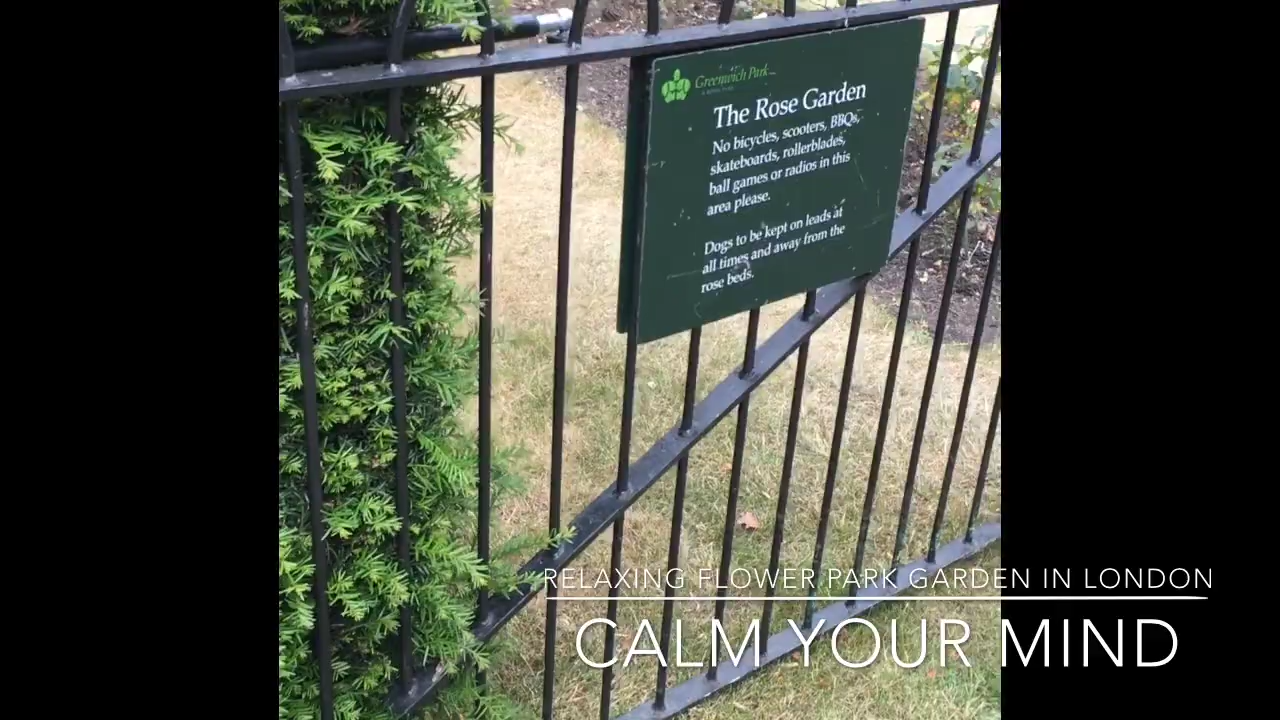 Greenwich Park
The Rose Garden
No bicycles, scooters, BBQs,
skateboards, rollerblades,
ball games or radios in this
area please.
Dogs to be kept on leads at
all times and away from the
rose beds.
RELAXING FLOWER PARK GARDEN IN LONDON
CALM YOUR MIND